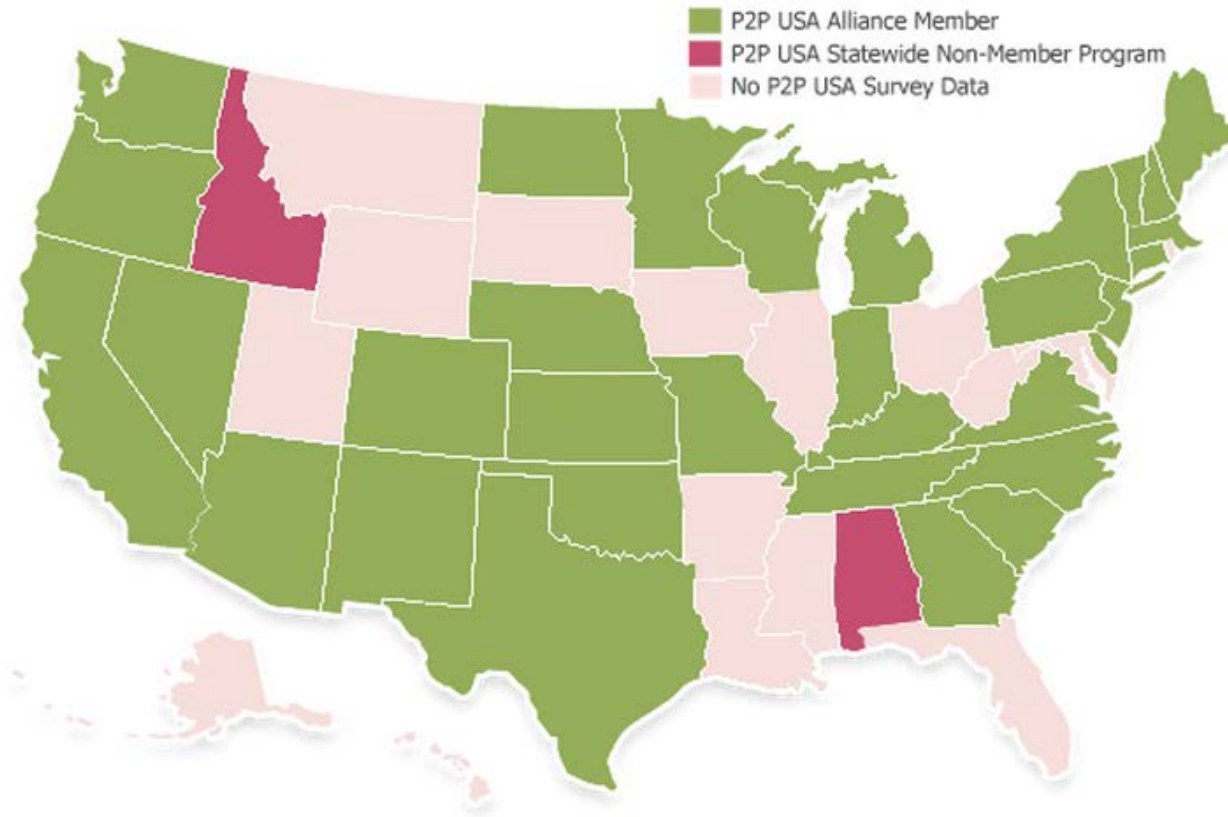 P2P USA Alliance Member
P2P USA Statewide Non-Member Program
No P2P USA Survey Data